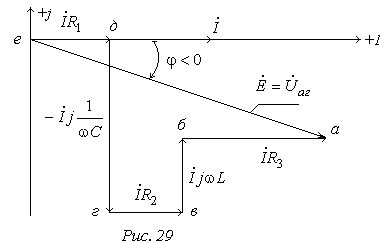 +j
İR₁
е
д
İ
+1
φ < 0
Ė = U̇аг
− İj 1/ωC
б
а
İR₃
İjωL
İR₂
г
в
Рис. 29